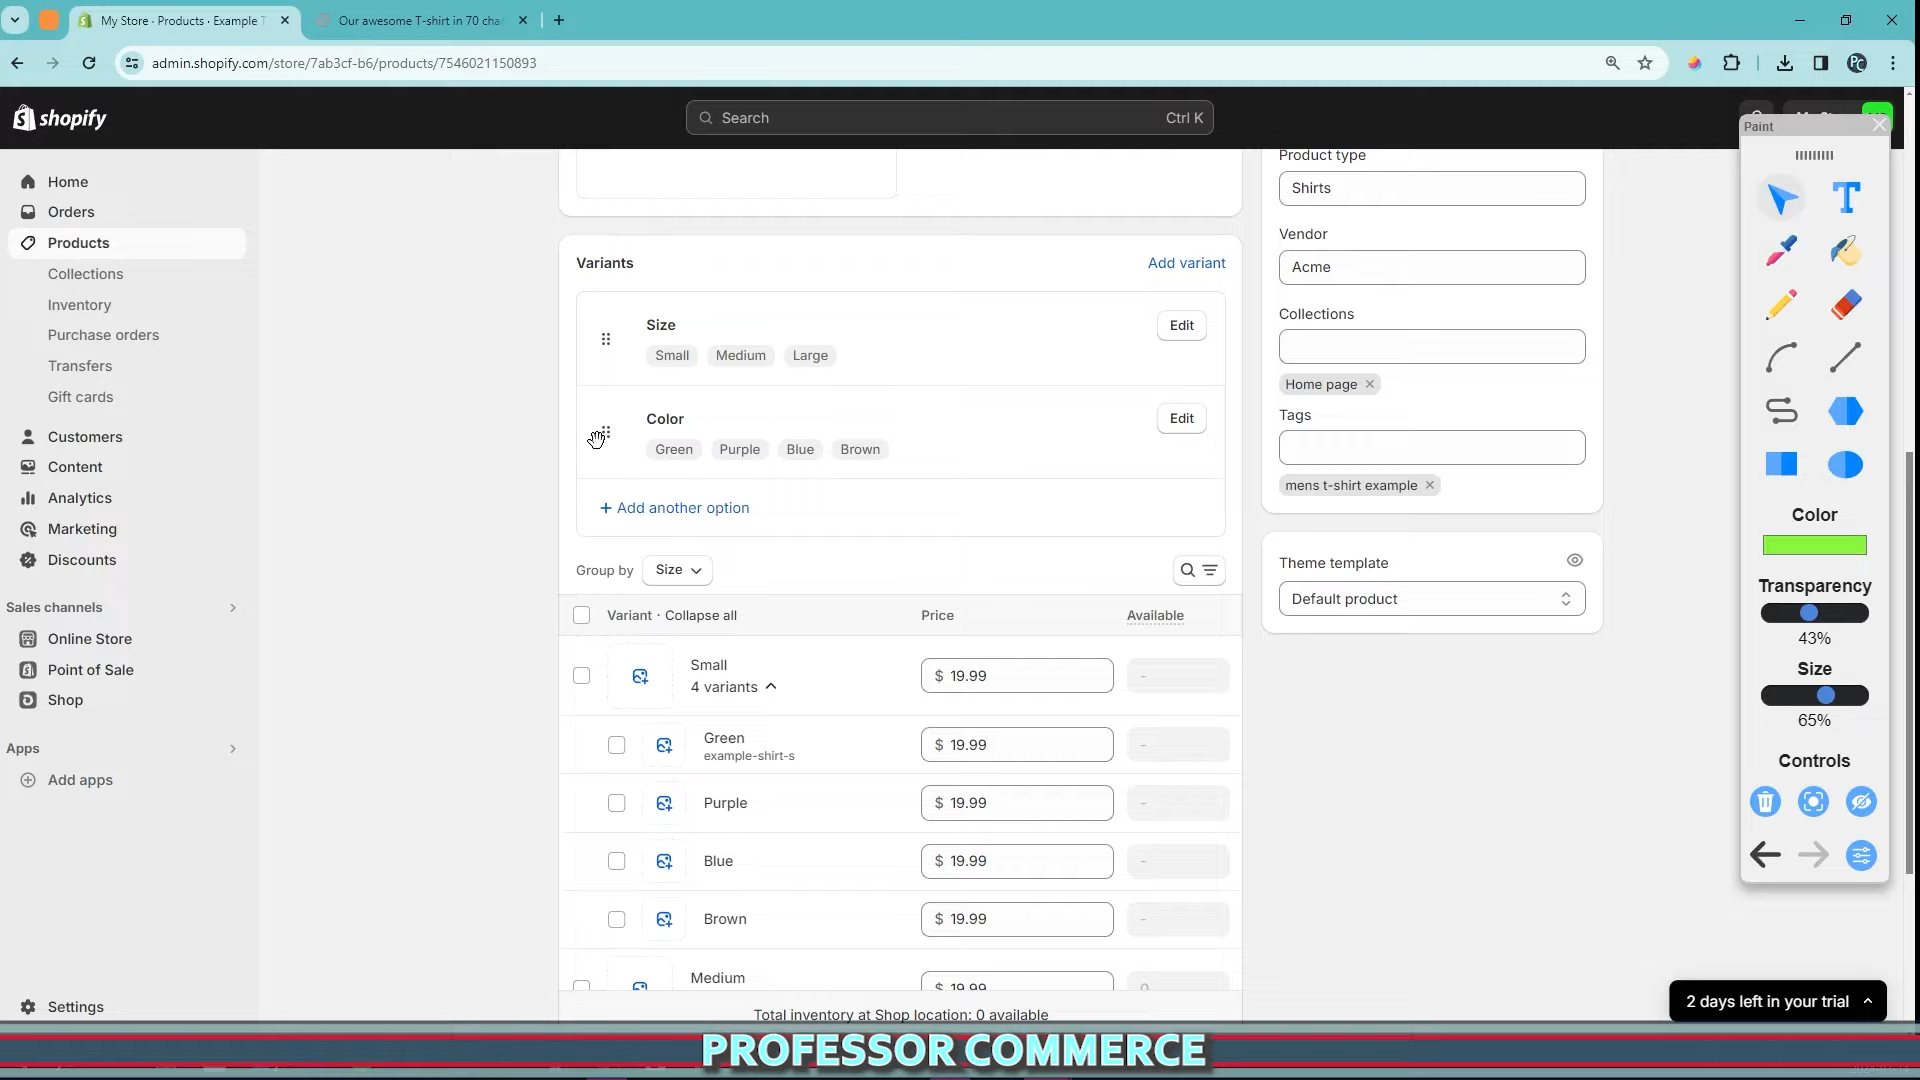 My Store · Products · Example T
Our awesome T-shirt in 70 cha
admin.shopify.com/store/7ab3cf-b6/products/7546021150893
shopify
Search
Ctrl K
Home
Orders
Products
Collections
Inventory
Purchase orders
Transfers
Gift cards
Customers
Content
Analytics
Marketing
Discounts
Sales channels
Online Store
Point of Sale
Shop
Apps
Add apps
Settings
Variants
Add variant
Size
Edit
Small Medium Large
Color
Edit
Green Purple Blue Brown
+ Add another option
Group by Size
Variant · Collapse all
Price
Available
Small
4 variants
$ 19.99
-
Green
example-shirt-s
$ 19.99
-
Purple
$ 19.99
-
Blue
$ 19.99
-
Brown
$ 19.99
-
Medium
$ 19.99
0
Total inventory at Shop location: 0 available
Product type
Shirts
Vendor
Acme
Collections
Home page
Tags
mens t-shirt example
Theme template
Default product
Paint
T
Color
Transparency
43%
Size
65%
Controls
2 days left in your trial
PROFESSOR COMMERCE